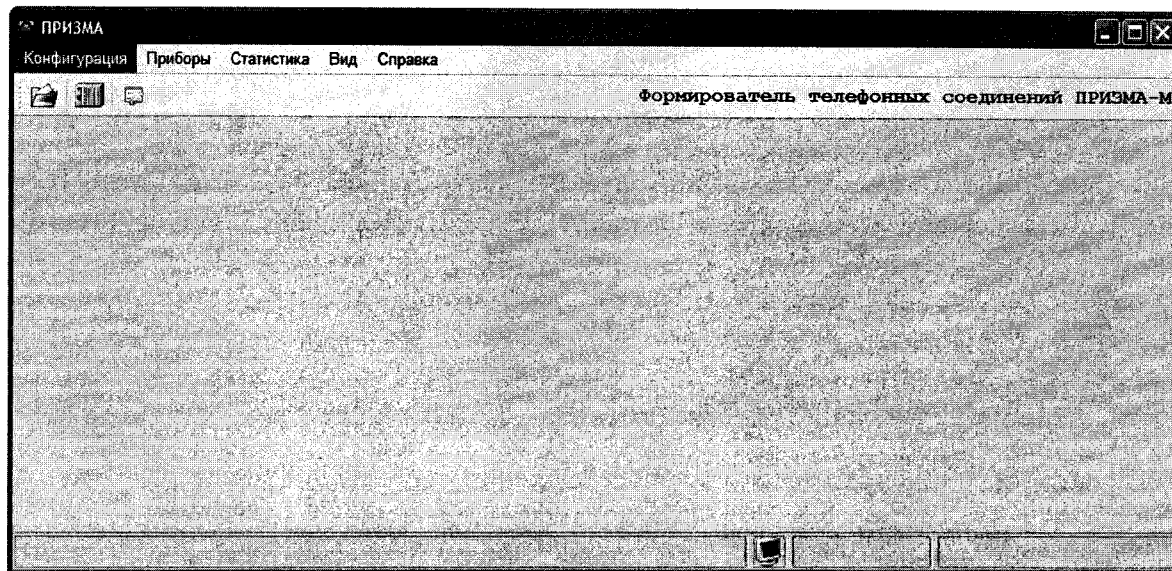 ПРИЗМА
Конфигурация Приборы Статистика Вид Справка
Формирователь телефонных соединений ПРИЗМА-М